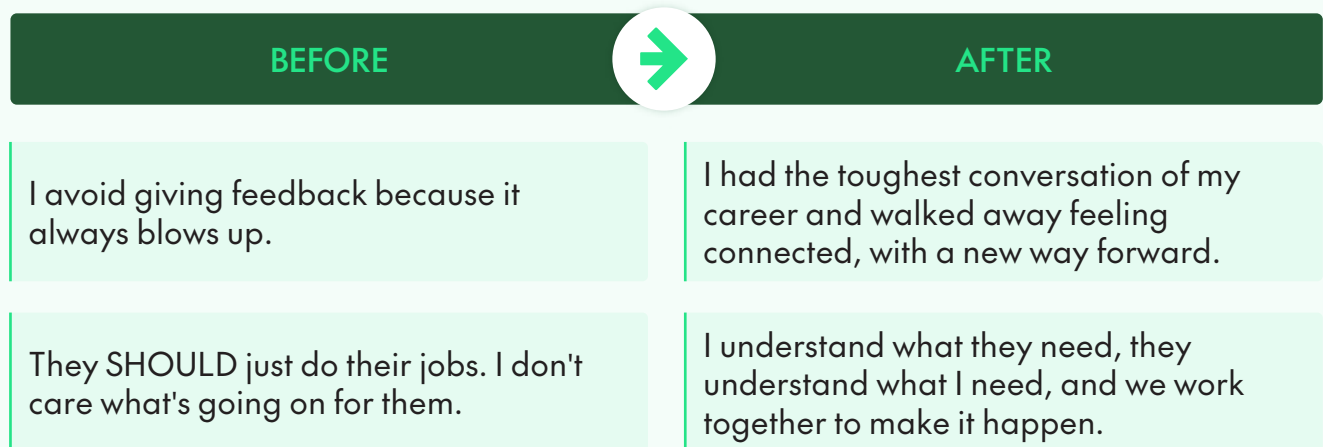 BEFORE
AFTER
I avoid giving feedback because it
always blows up.
I had the toughest conversation of my
career and walked away feeling
connected, with a new way forward.
They SHOULD just do their jobs. I don't
care what's going on for them.
I understand what they need, they
understand what I need, and we work
together to make it happen.